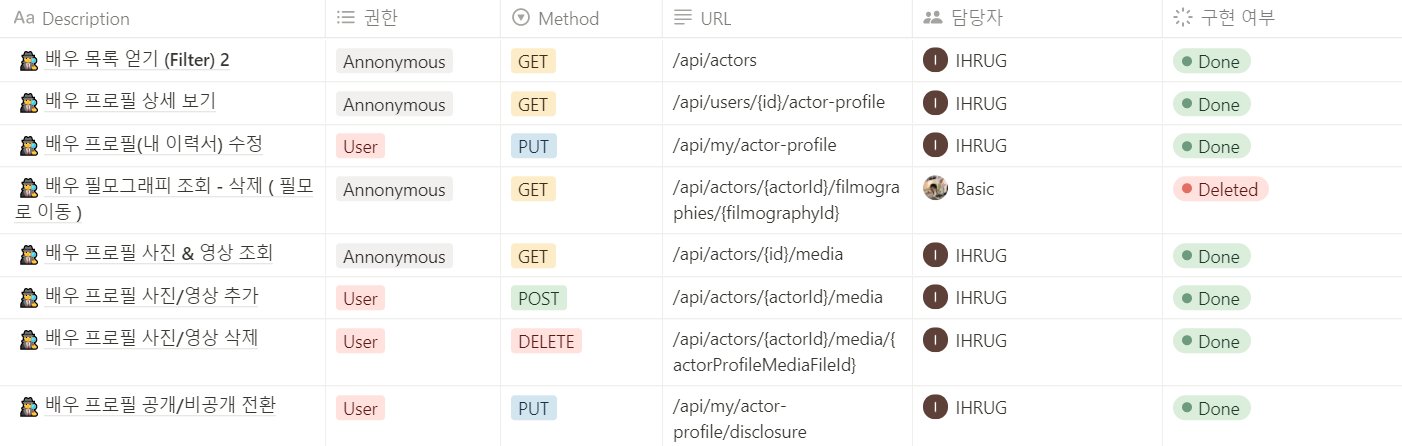 Aa Description 권한 Method URL 담당자 구현 여부
배우 목록 얻기 (Filter) 2 Annonymous GET /api/actors I IHRUG Done
배우 프로필 상세 보기 Annonymous GET /api/users/{id}/actor-profile I IHRUG Done
배우 프로필(내 이력서) 수정 User PUT /api/my/actor-profile I IHRUG Done
배우 필모그래피 조회 - 삭제 ( 필모 Annonymous GET /api/actors/{actorId}/filmogra Basic Deleted
로 이동 ) phies/{filmographyId}
배우 프로필 사진 & 영상 조회 Annonymous GET /api/actors/{id}/media I IHRUG Done
배우 프로필 사진/영상 추가 User POST /api/actors/{actorId}/media I IHRUG Done
배우 프로필 사진/영상 삭제 User DELETE /api/actors/{actorId}/media/{ I IHRUG Done
actorProfileMediaFileId}
배우 프로필 공개/비공개 전환 User PUT /api/my/actor- I IHRUG Done
profile/disclosure